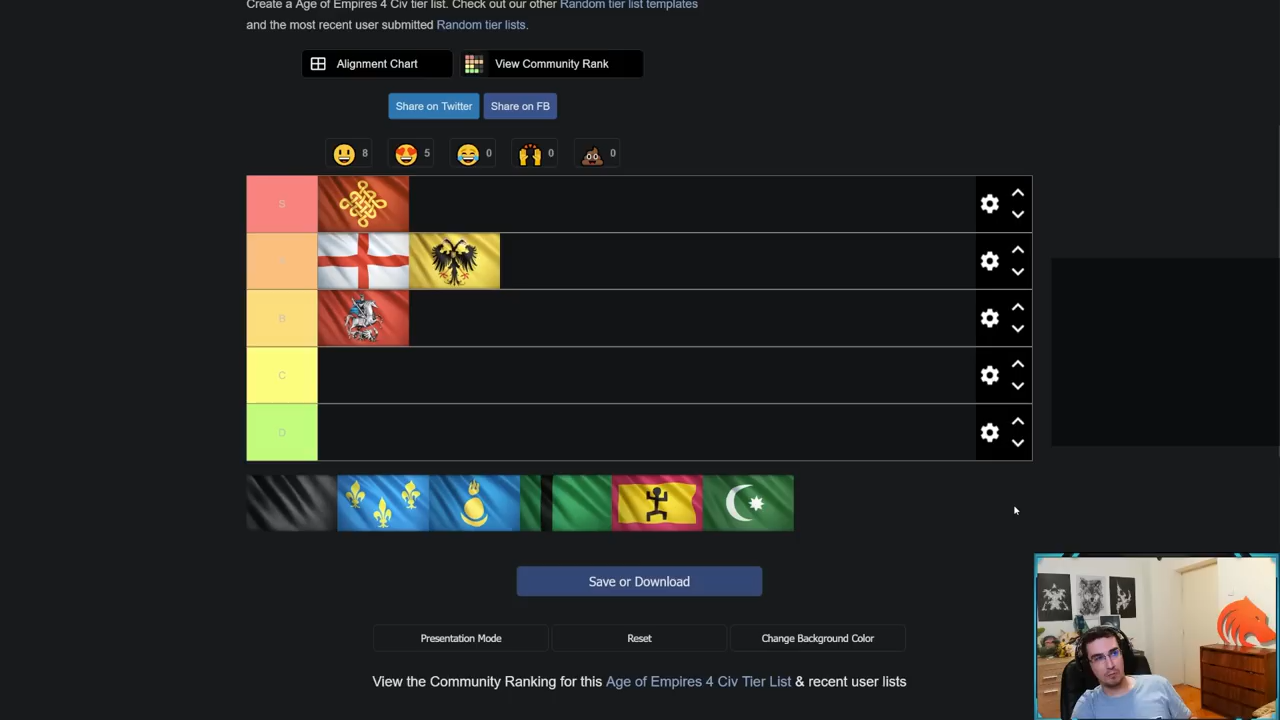 Create a Age of Empires 4 Civ tier list. Check out our other Random tier list templates
and the most recent user submitted Random tier lists.
Alignment Chart
View Community Rank
Share on Twitter
Share on FB
8
5
0
0
0
S
B
C
D
Save or Download
Presentation Mode
Reset
Change Background Color
View the Community Ranking for this Age of Empires 4 Civ Tier List & recent user lists